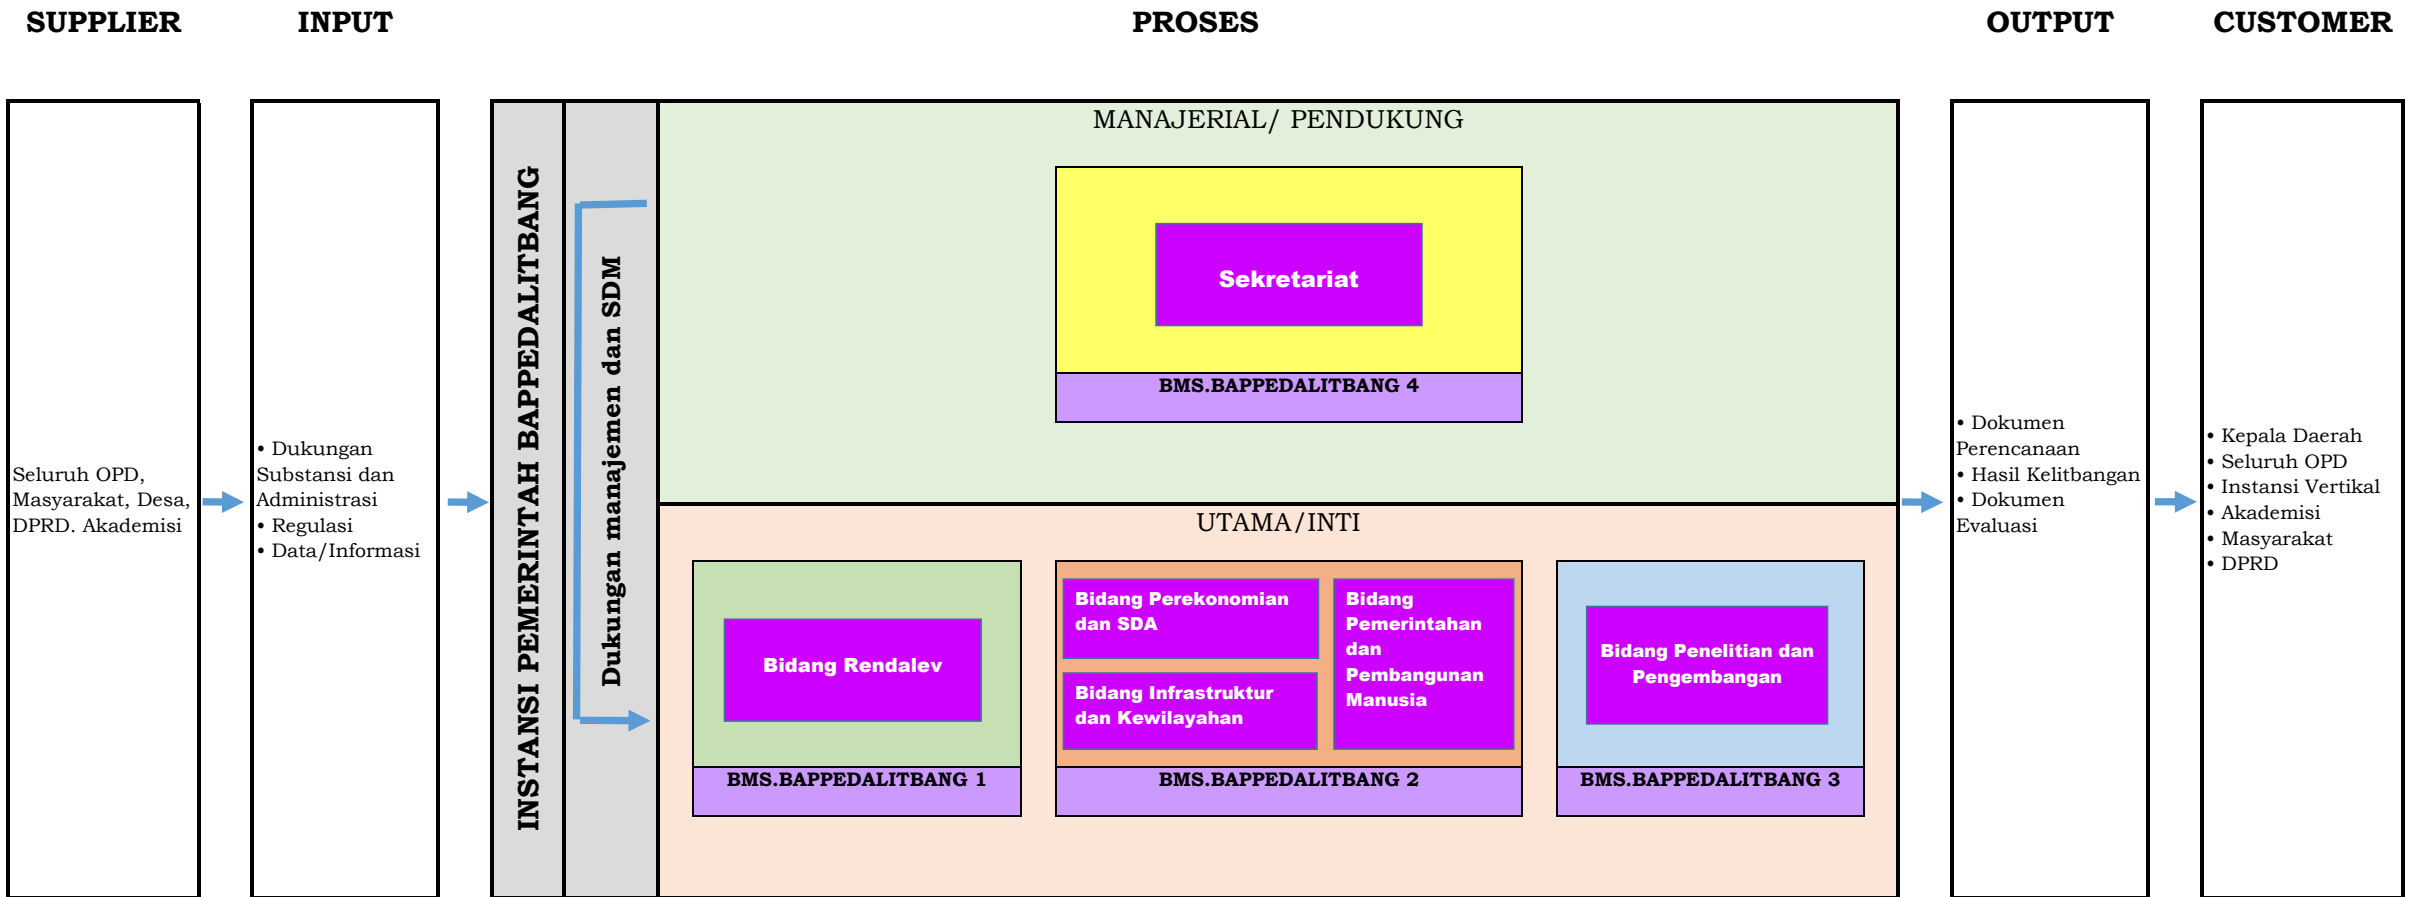 SUPPLIER
INPUT
PROSES
OUTPUT
CUSTOMER
Seluruh OPD,
Masyarakat, Desa,
DPRD. Akademisi
• Dukungan
Substansi dan
Administrasi
• Regulasi
• Data/Informasi
INSTANSI PEMERINTAH BAPPEDALITBANG
Dukungan manajemen dan SDM
MANAJERIAL/ PENDUKUNG
Sekretariat
BMS.BAPPEDALITBANG 4
UTAMA/INTI
Bidang Rendalev
BMS.BAPPEDALITBANG 1
Bidang Perekonomian
dan SDA
Bidang Infrastruktur
dan Kewilayahan
Bidang
Pemerintahan
dan
Pembangunan
Manusia
BMS.BAPPEDALITBANG 2
Bidang Penelitian dan
Pengembangan
BMS.BAPPEDALITBANG 3
• Dokumen
Perencanaan
• Hasil Kelitbangan
• Dokumen
Evaluasi
• Kepala Daerah
• Seluruh OPD
• Instansi Vertikal
• Akademisi
• Masyarakat
• DPRD